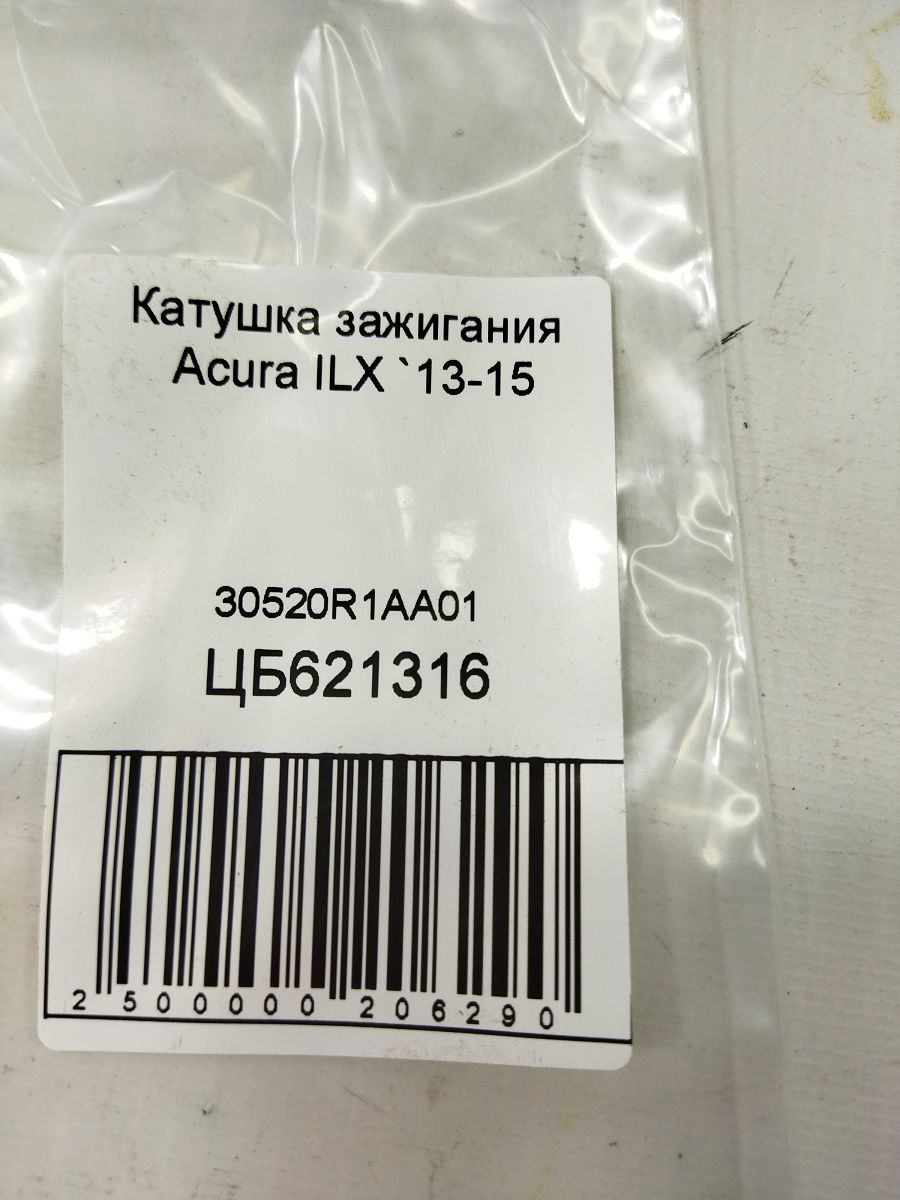 Катушка зажигания
Acura ILX `13-15
30520R1AA01
ЦБ621316
2 500000 206290